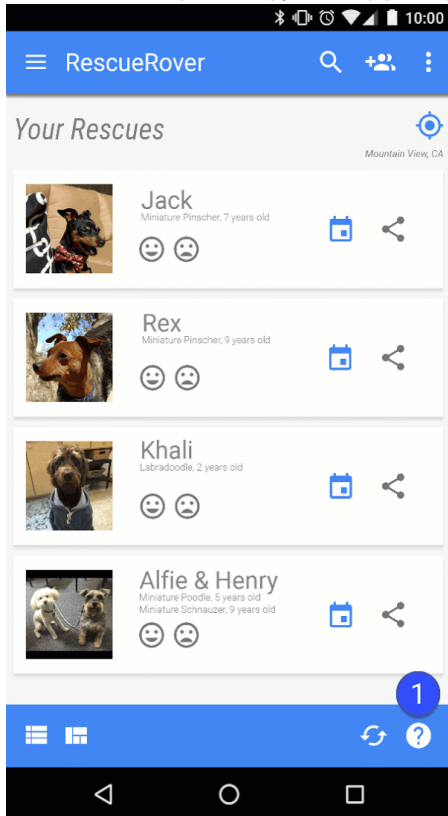 10:00
RescueRover
Your Rescues
Mountain View, CA
Jack
Miniature Pinscher, 7 years old
Rex
Miniature Pinscher, 9 years old
Khali
Labradoodle, 2 years old
Alfie & Henry
Miniature Poodle, 5 years old
Miniature Schnauzer, 9 years old
1